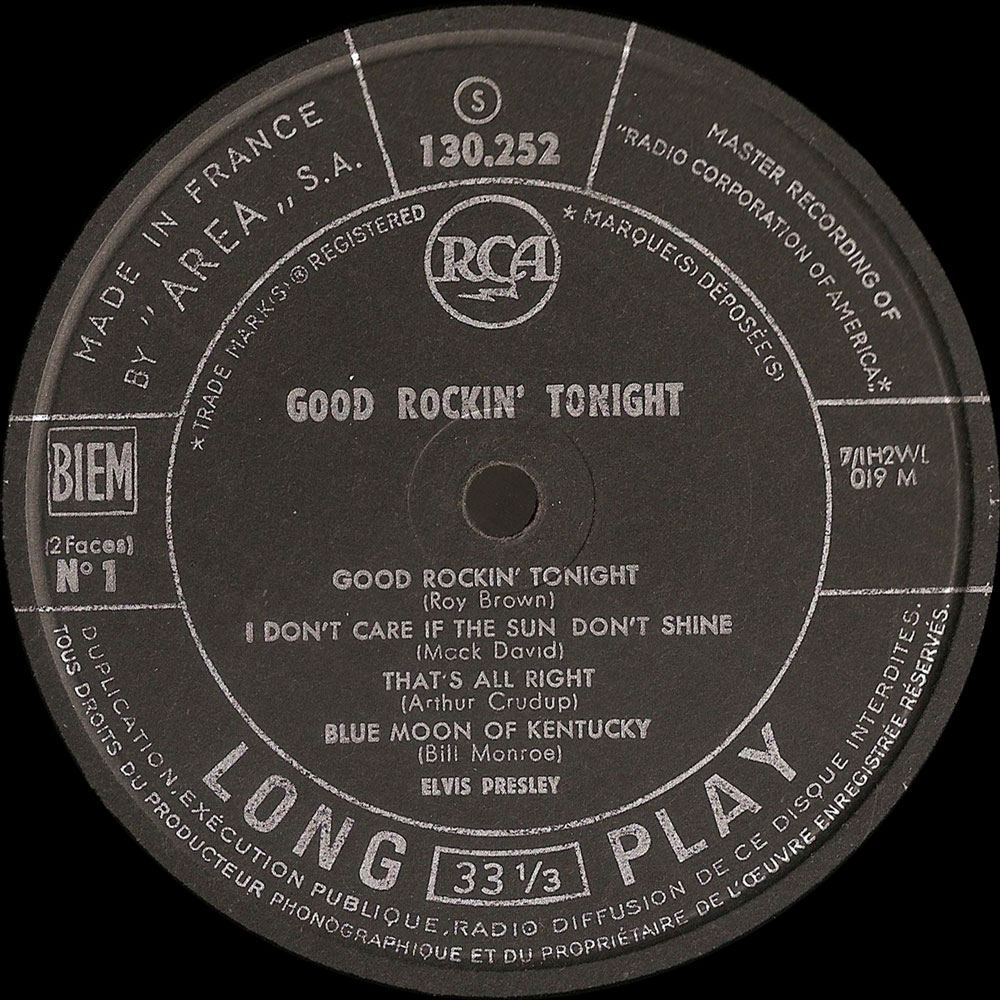 MADE IN FRANCE
BY "AREA„ S.A.
S
130.252
MASTER RECORDING OF
"RADIO CORPORATION OF AMERICA„*
*TRADE MARK(S)® REGISTERED
RCA
* MARQUE(S) DÉPOSÉE(S)
GOOD ROCKIN' TONIGHT
BIEM
(2 Faces)
N° 1
019 M
GOOD ROCKIN' TONIGHT
(Roy Brown)
I DON'T CARE IF THE SUN DON'T SHINE
(Mack David)
THAT'S ALL RIGHT
(Arthur Crudup)
BLUE MOON OF KENTUCKY
(Bill Monroe)
ELVIS PRESLEY
LONG 33 1/3 PLAY
DUPLICATION, EXÉCUTION PUBLIQUE, RADIO DIFFUSION DE CE DISQUE INTERDITES.
TOUS DROITS DU PRODUCTEUR PHONOGRAPHIQUE ET DU PROPRIÉTAIRE DE L'ŒUVRE ENREGISTRÉE RÉSERVÉS.